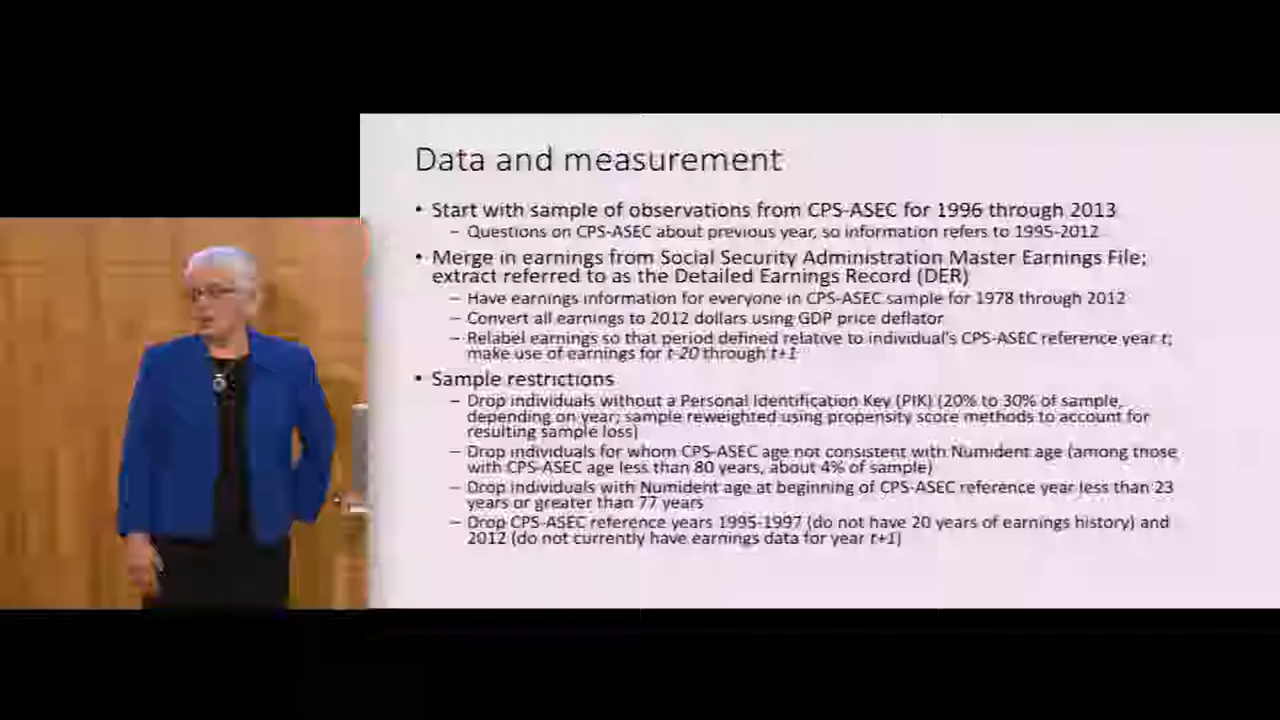 Data and measurement
• Start with sample of observations from CPS-ASEC for 1996 through 2013
– Questions on CPS-ASEC about previous year, so information refers to 1995-2012
• Merge in earnings from Social Security Administration Master Earnings File;
extract referred to as the Detailed Earnings Record (DER)
– Have earnings information for everyone in CPS-ASEC sample for 1978 through 2012
– Convert all earnings to 2012 dollars using GDP price deflator
– Relabel earnings so that period defined relative to individual's CPS-ASEC reference year t;
make use of earnings for t-20 through t+1
• Sample restrictions
– Drop individuals without a Personal Identification Key (PIK) (20% to 30% of sample,
depending on year; sample reweighted using propensity score methods to account for
resulting sample loss)
– Drop individuals for whom CPS-ASEC age not consistent with Numident age (among those
with CPS-ASEC age less than 80 years, about 4% of sample)
– Drop individuals with Numident age at beginning of CPS-ASEC reference year less than 23
years or greater than 77 years
– Drop CPS-ASEC reference years 1995-1997 (do not have 20 years of earnings history) and
2012 (do not currently have earnings data for year t+1)